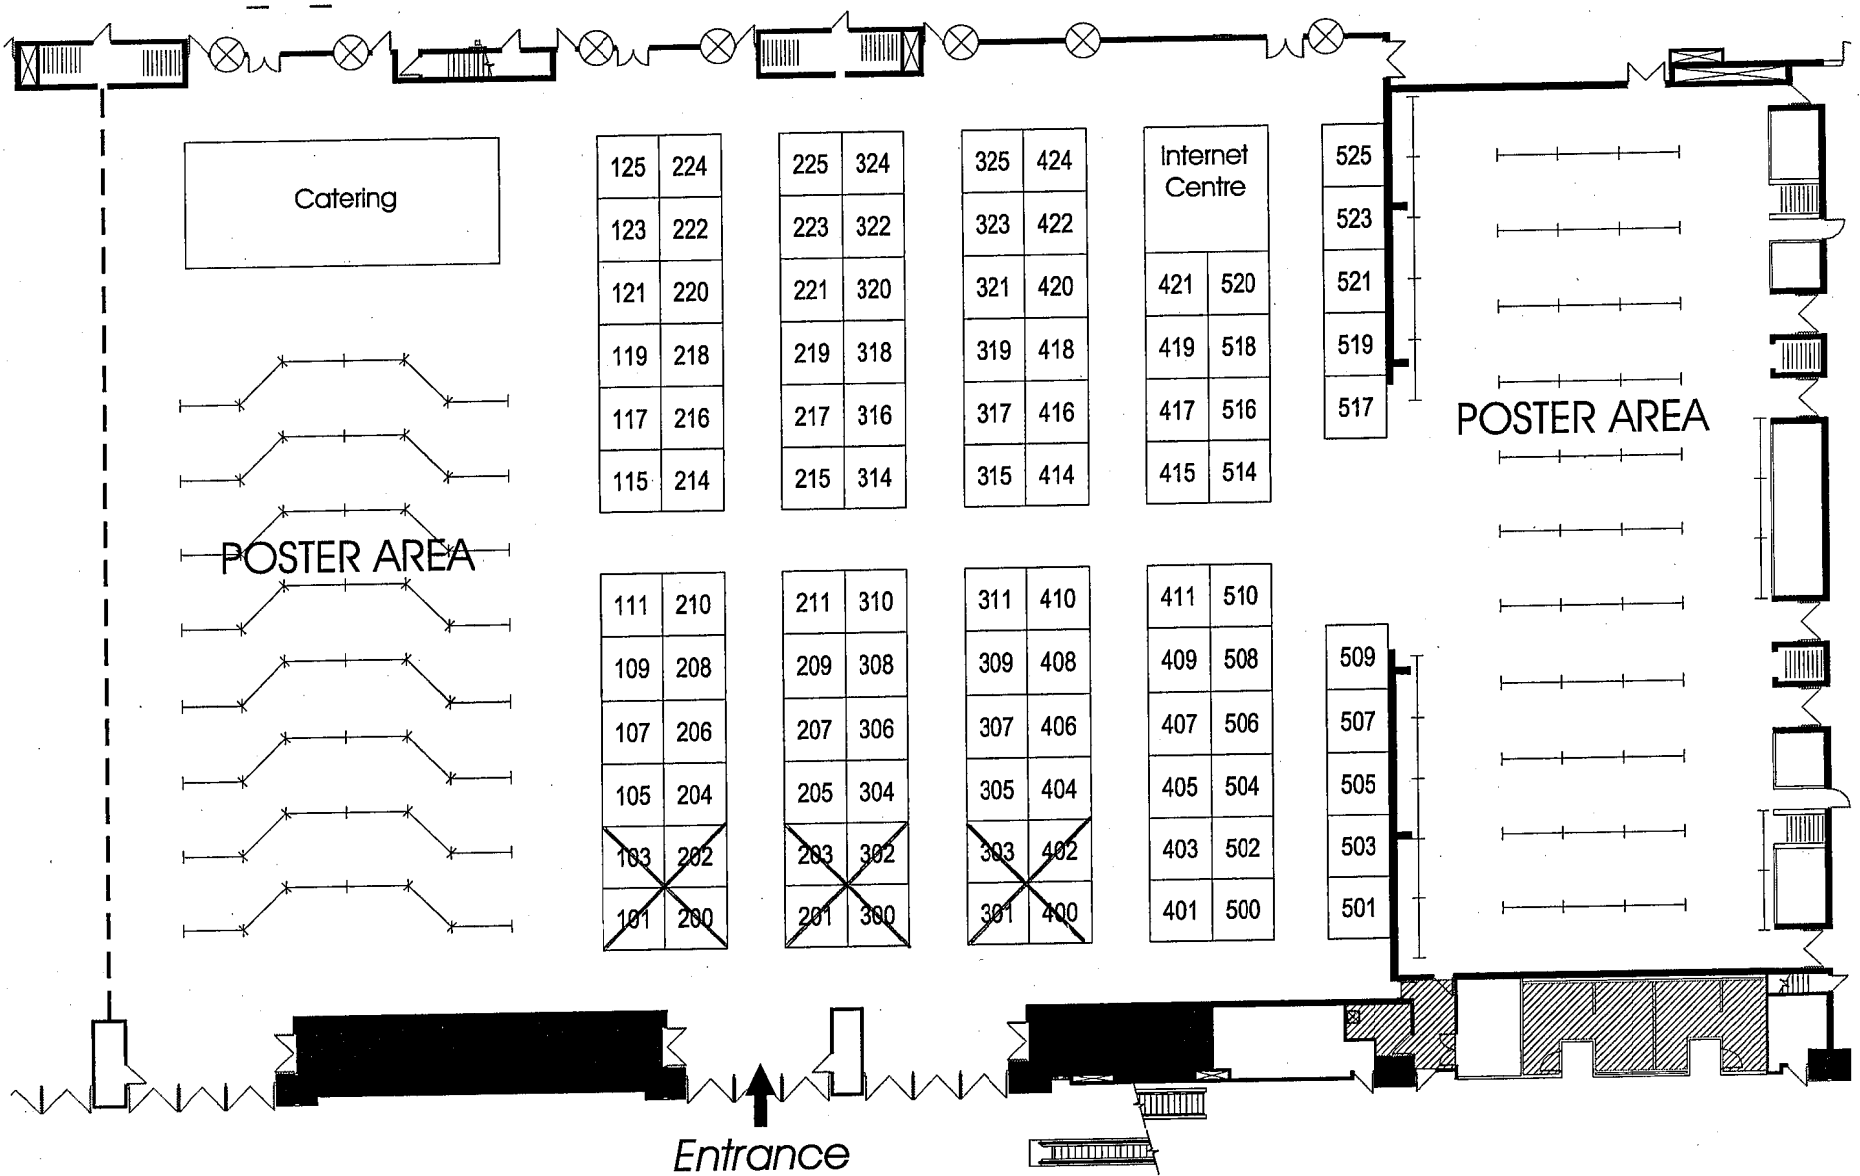 125 224 225 324 325 424 Internet Centre 525
Catering
123 222 223 322 323 422 523
121 220 221 320 321 420 421 520 521
119 218 219 318 319 418 419 518 519
117 216 217 316 317 416 417 516 517
POSTER AREA
115 214 215 314 315 414 415 514
POSTER AREA
111 210 211 310 311 410 411 510
109 208 209 308 309 408 409 508 509
107 206 207 306 307 406 407 506 507
105 204 205 304 305 404 405 504 505
103 202 203 302 303 402 403 502 503
101 200 201 300 301 400 401 500 501
Entrance